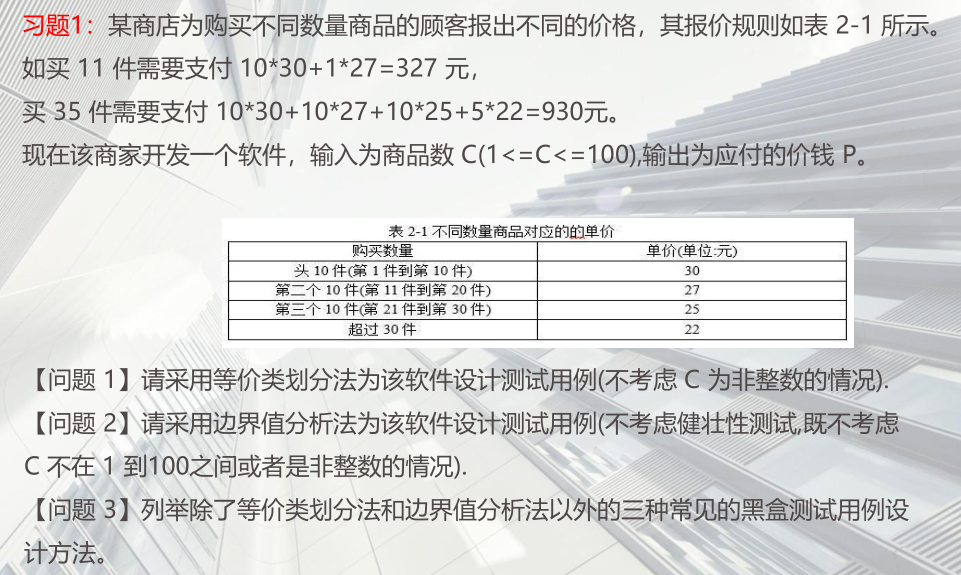 习题1：某商店为购买不同数量商品的顾客报出不同的价格，其报价规则如表 2-1 所示。
如买 11 件需要支付 10*30+1*27=327 元，
买 35 件需要支付 10*30+10*27+10*25+5*22=930元。
现在该商家开发一个软件，输入为商品数 C(1<=C<=100),输出为应付的价钱 P。
表 2-1 不同数量商品对应的的单价
购买数量 单价(单位:元)
头 10 件(第 1 件到第 10 件) 30
第二个 10 件(第 11 件到第 20 件) 27
第三个 10 件(第 21 件到第 30 件) 25
超过 30 件 22
【问题 1】请采用等价类划分法为该软件设计测试用例(不考虑 C 为非整数的情况).
【问题 2】请采用边界值分析法为该软件设计测试用例(不考虑健壮性测试,既不考虑
C 不在 1 到100之间或者是非整数的情况).
【问题 3】列举除了等价类划分法和边界值分析法以外的三种常见的黑盒测试用例设
计方法。